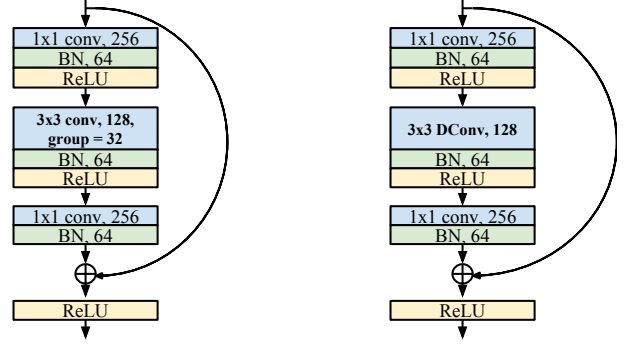 1x1 conv, 256
BN, 64
ReLU
3x3 conv, 128,
group = 32
BN, 64
ReLU
1x1 conv, 256
BN, 64
ReLU
1x1 conv, 256
BN, 64
ReLU
3x3 DConv, 128
BN, 64
ReLU
1x1 conv, 256
BN, 64
ReLU